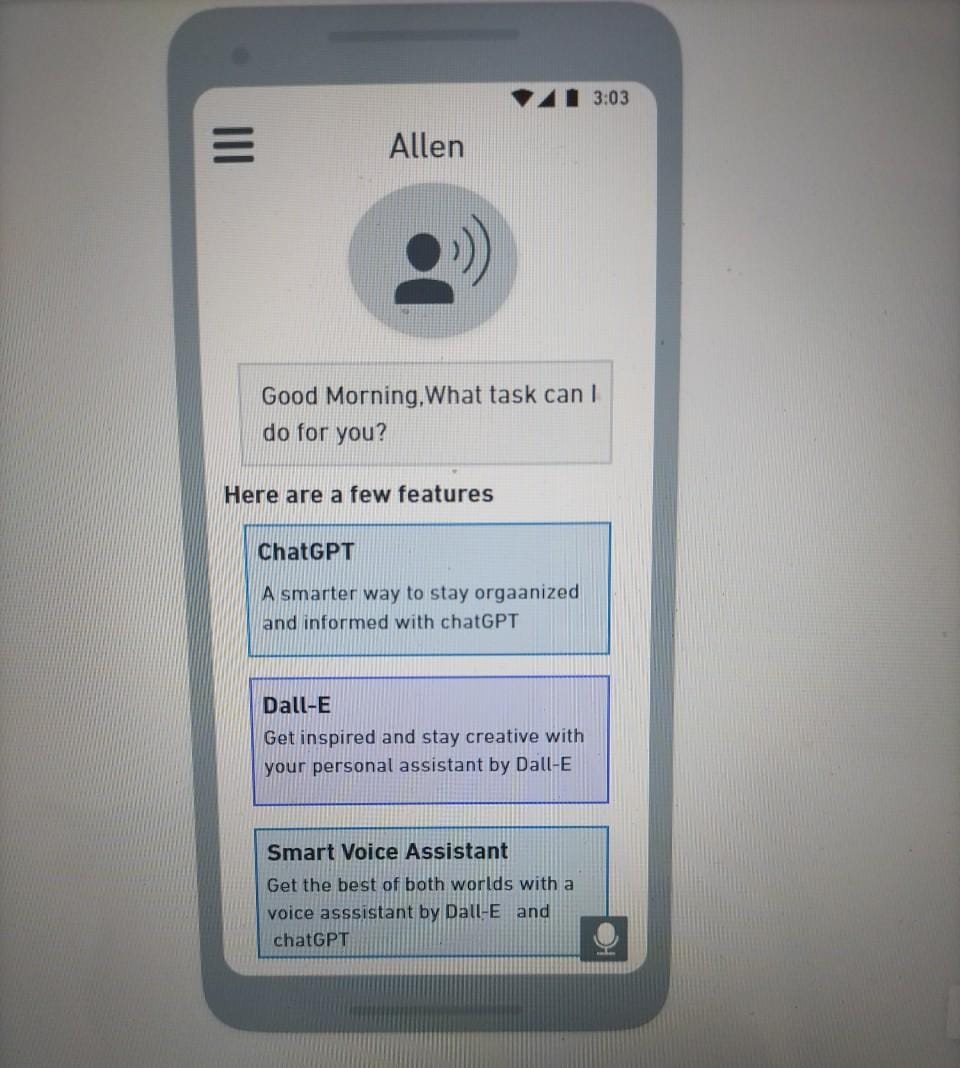 3:03
Allen
Good Morning,What task can I
do for you?
Here are a few features
ChatGPT
A smarter way to stay orgaanized
and informed with chatGPT
Dall-E
Get inspired and stay creative with
your personal assistant by Dall-E
Smart Voice Assistant
Get the best of both worlds with a
voice asssistant by Dall-E and
chatGPT